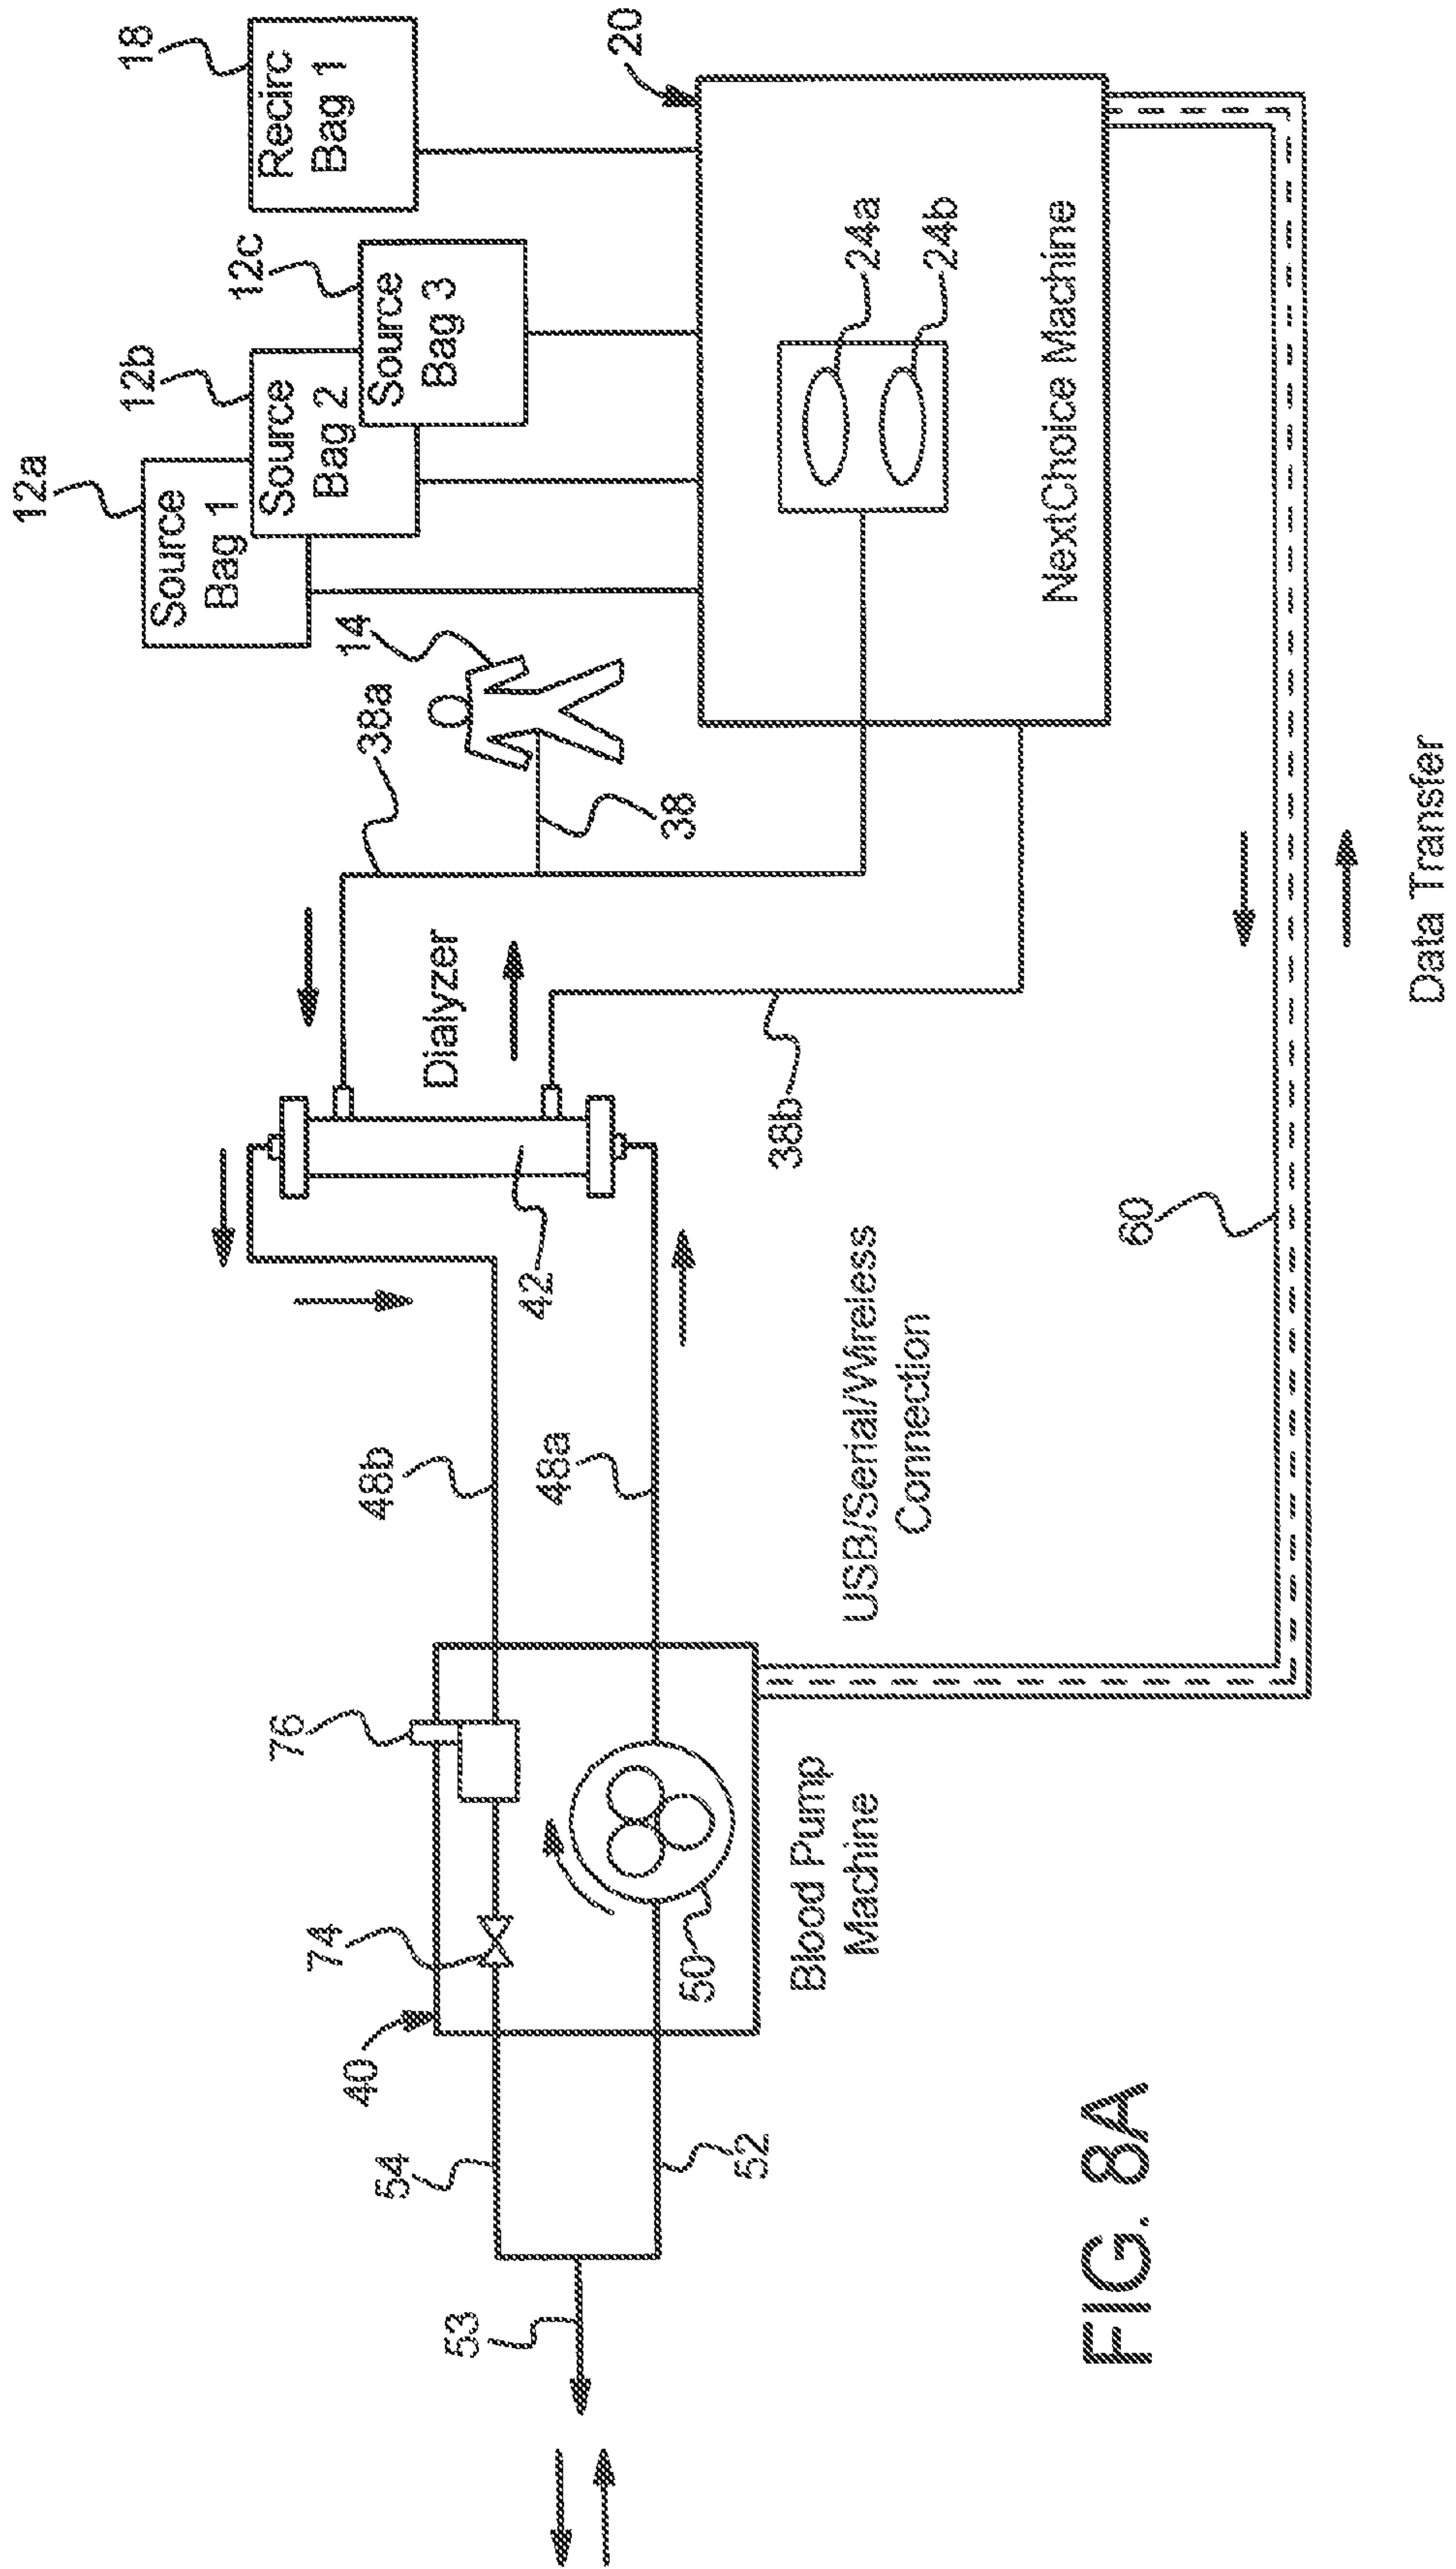 18
Recirc
Bag 1
12c
Source
Bag 3
12b
Source
Bag 2
12a
Source
Bag 1
20
24a
24b
NextChoice Machine
14
38a
38
Dialyzer
38b
42
48b
48a
USB/Serial/Wireless
Connection
60
Data Transfer
76
74
50
40
Blood Pump
Machine
54
52
53
FIG. 8A